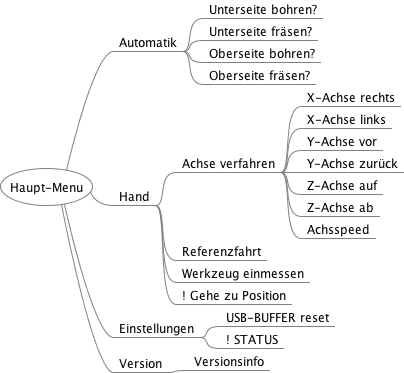 Haupt-Menu
Automatik
Unterseite bohren?
Unterseite fräsen?
Oberseite bohren?
Oberseite fräsen?
Hand
Achse verfahren
X-Achse rechts
X-Achse links
Y-Achse vor
Y-Achse zurück
Z-Achse auf
Z-Achse ab
Achsspeed
Referenzfahrt
Werkzeug einmessen
! Gehe zu Position
Einstellungen
USB-BUFFER reset
! STATUS
Version
Versionsinfo